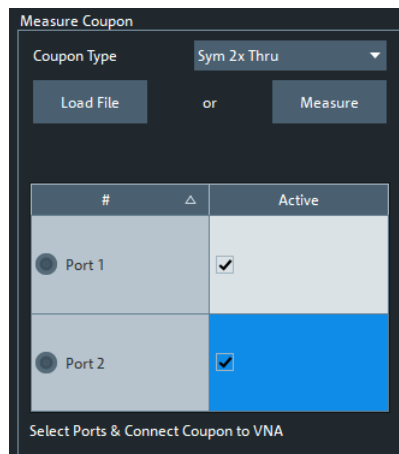 Measure Coupon
Coupon Type Sym 2x Thru
Load File or Measure
# Active
Port 1
Port 2
Select Ports & Connect Coupon to VNA